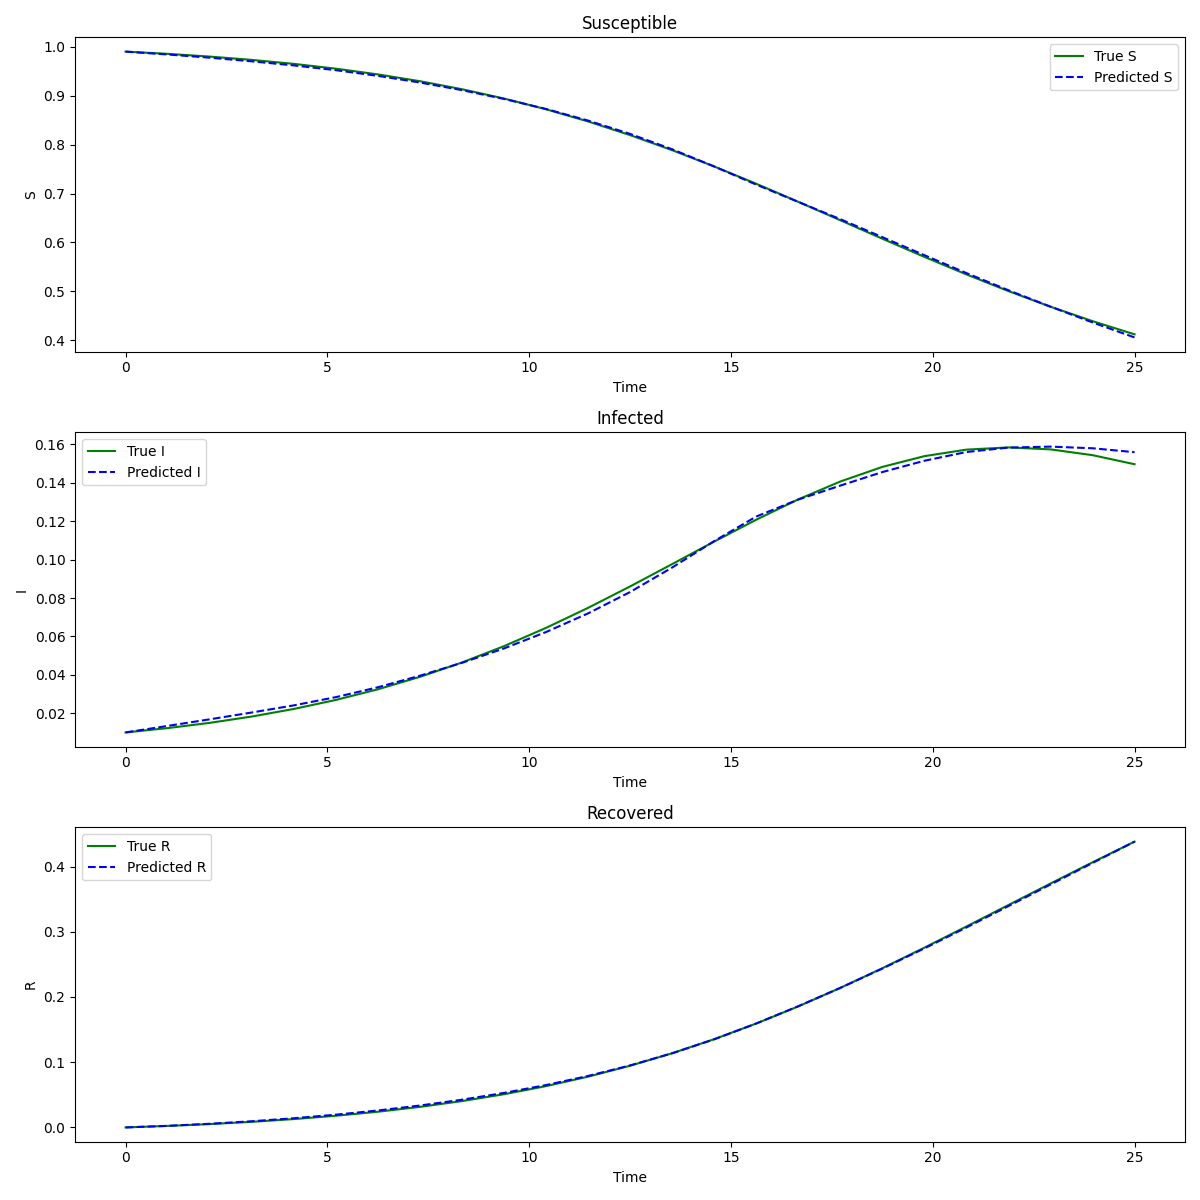 Susceptible
1.0
0.9
0.8
0.7
0.6
0.5
0.4
S
True S
Predicted S
0 5 10 15 20 25
Time
Infected
0.16
0.14
0.12
0.10
0.08
0.06
0.04
0.02
I
True I
Predicted I
0 5 10 15 20 25
Time
Recovered
0.4
0.3
0.2
0.1
0.0
R
True R
Predicted R
0 5 10 15 20 25
Time